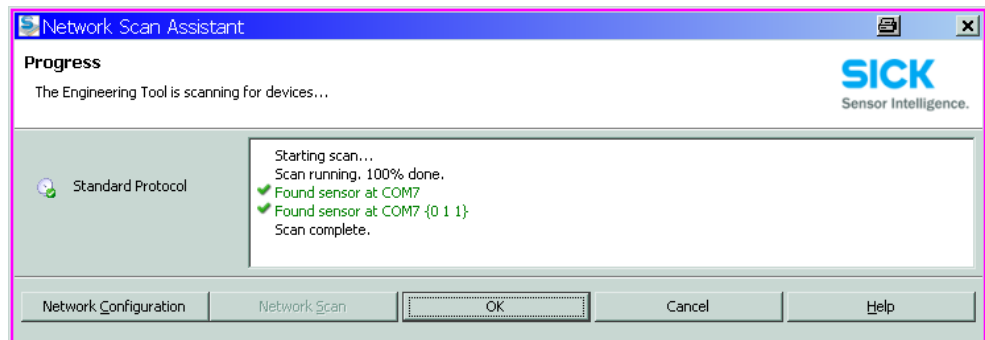 Network Scan Assistant
Progress
The Engineering Tool is scanning for devices...
SICK
Sensor Intelligence.
Standard Protocol
Starting scan...
Scan running. 100% done.
Found sensor at COM7
Found sensor at COM7 {0 1 1}
Scan complete.
Network Configuration
Network Scan
OK
Cancel
Help